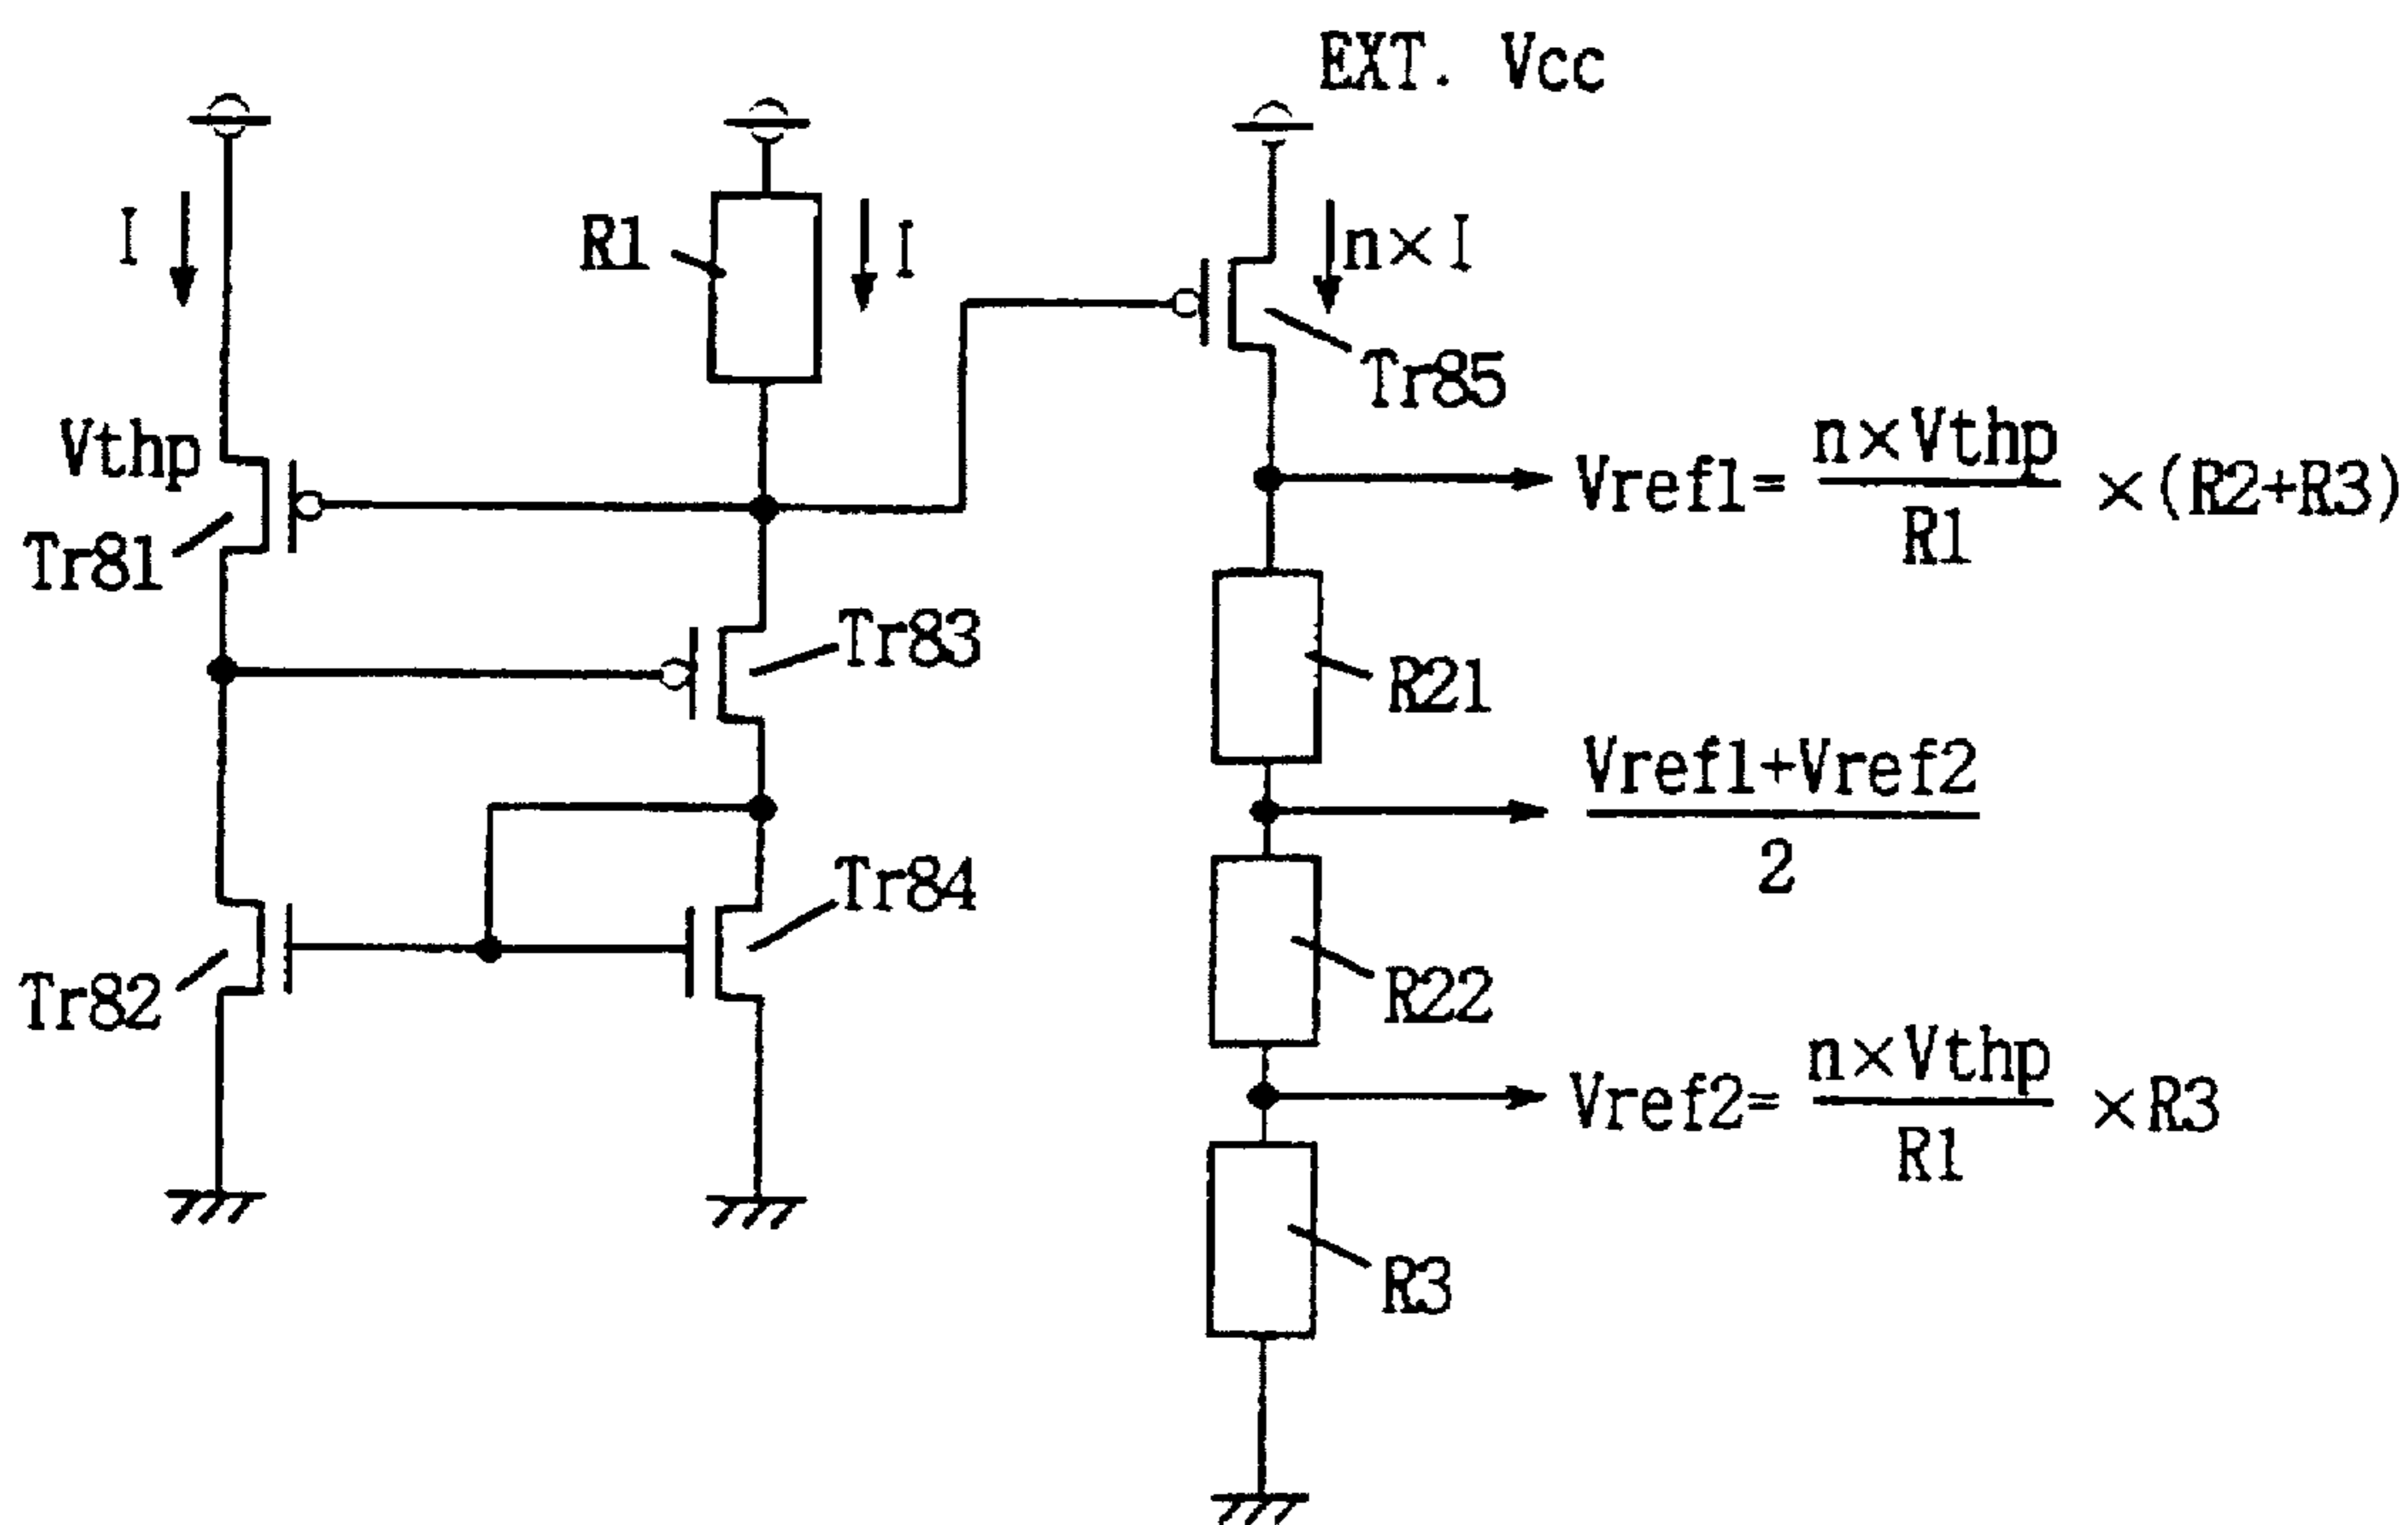 EXT. Vcc
I
R1
I
n×I
Tr85
Vthp
Tr81
Vref1= n×Vthp/R1 ×(R2+R3)
Tr83
R21
Vref1+Vref2
2
Tr84
Tr82
R22
Vref2= n×Vthp/R1 ×R3
R3